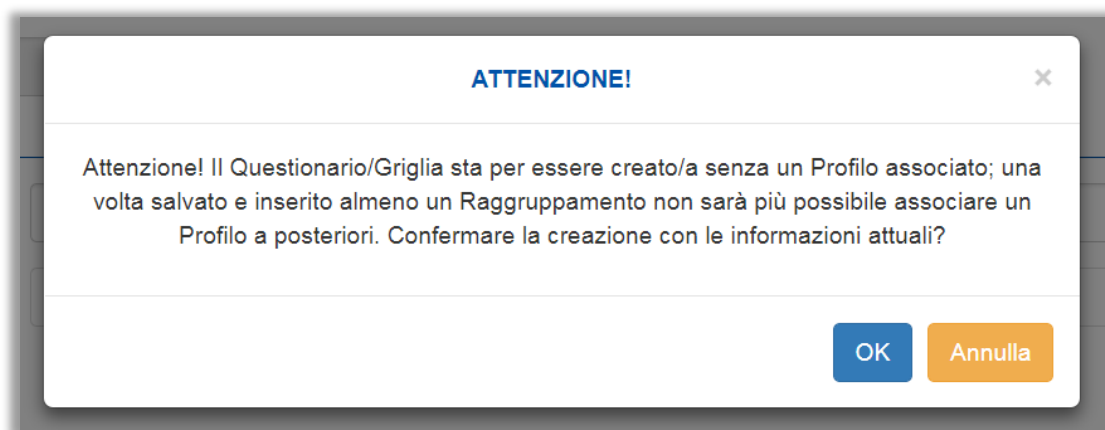 ATTENZIONE!
×
Attenzione! Il Questionario/Griglia sta per essere creato/a senza un Profilo associato; una
volta salvato e inserito almeno un Raggruppamento non sarà più possibile associare un
Profilo a posteriori. Confermare la creazione con le informazioni attuali?
OK
Annulla